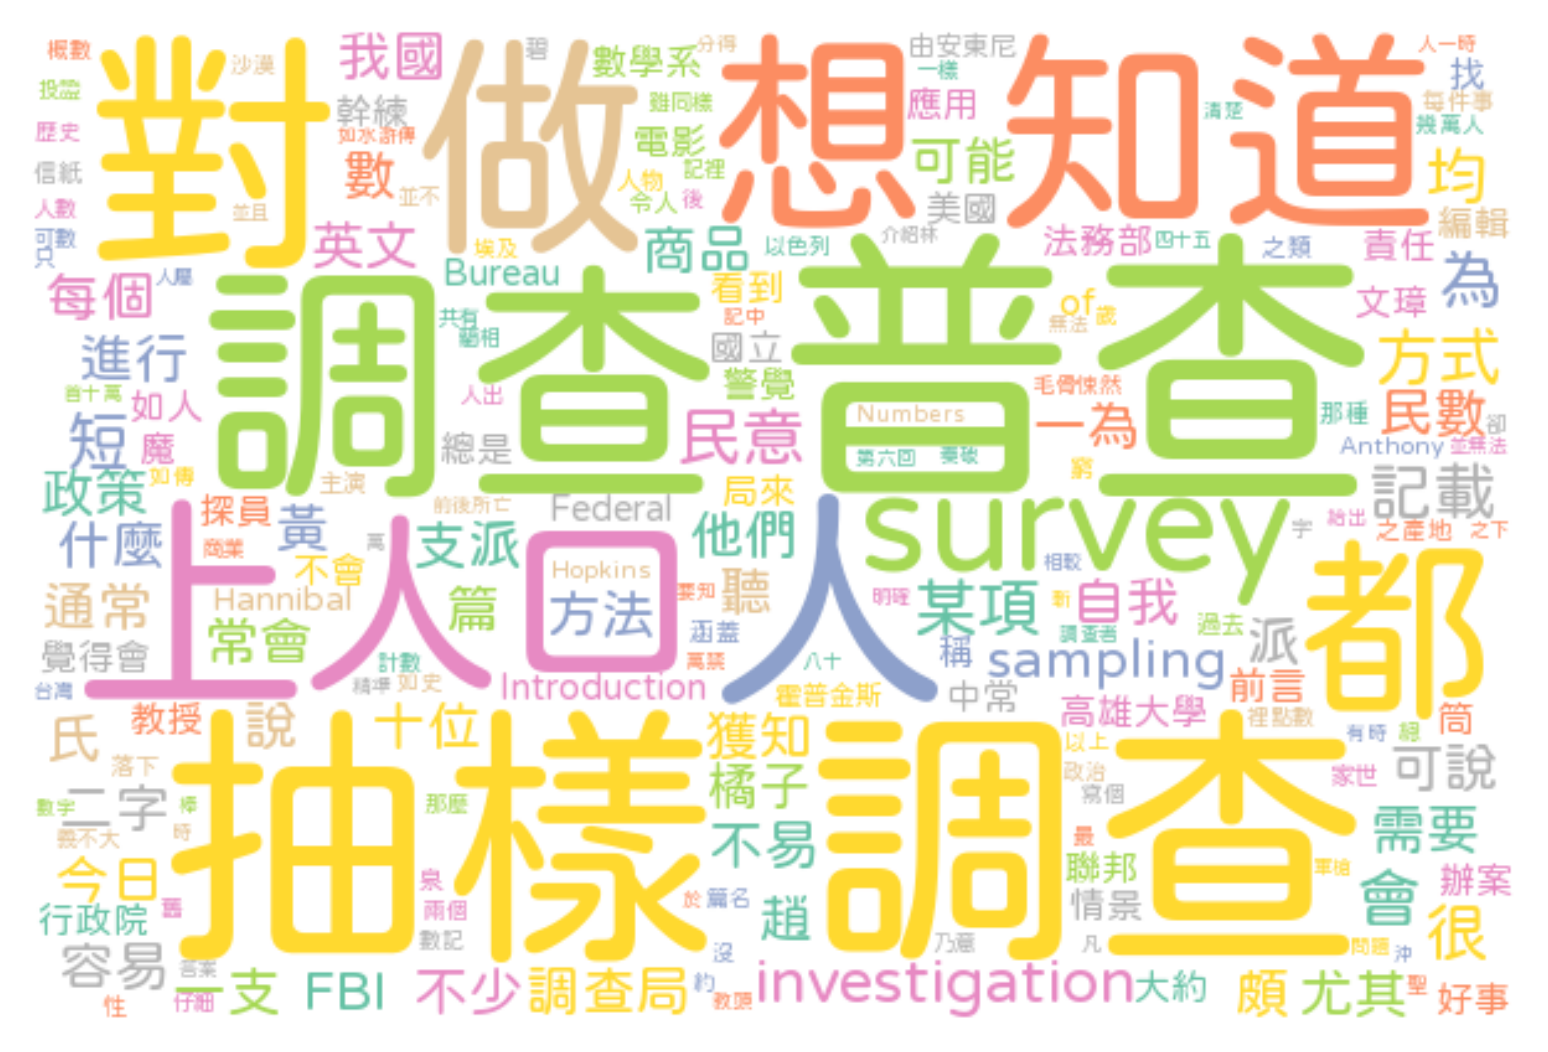 概數
沙漠
對
我國
做
碧
數學系
分得
想
由安東尼
一樣
知道
人一時
找
投票
幹練
雖同樣
應用
清楚
每件事
歷史
如水滸傳
電影
可能
幾萬人
信紙
數
記裡
均
人數
並且
並不
人物
令人
後
美國
編輯
可數
只
英文
埃及
商品
以色列
介紹林
法務部
四十五
之類
責任
每個
人屬
調查
Bureau
看到
普查
of
歲
無法
文璋
為
進行
共有
藺相
記中
國立
方式
首十萬
如人
人出
警覺
毛骨悚然
那種
民數
卻
短
魔
總是
民意
Numbers
一為
Anthony
並無法
政策
如傳
主演
局來
第六回
窮
記載
探員
黃
前後所亡
Federal
他們
人
survey
字
給出
之產地
之下
什麼
商業
上人口
萬
支派
相較
都
不會
Hopkins
要知
聽
明確
某項
斬
自我
通常
Hannibal
篇
方法
涵蓋
調查者
過去
派
覺得會
常會
計數
萬禁
八十
稱
sampling
台灣
精準
如史
Introduction
霍普金斯
中常
高雄大學
前言
裡點數
氏
教授
說
十位
獲知
以上
有時
總
筒
落下
抽樣調查
橘子
政治
寫個
家世
可說
數字
二字
棒
那麼
義不大
時
不易
最
需要
今日
梟
聯邦
軍槍
會
辦案
行政院
舊
兩個
於
篇名
趙
情景
很
容易
數記
乃意
凡
問題
沖
答案
沒
性
仔細
一支
FBI
不少
調查局
約
教頭
investigation
大約
頗
尤其
聖
好事